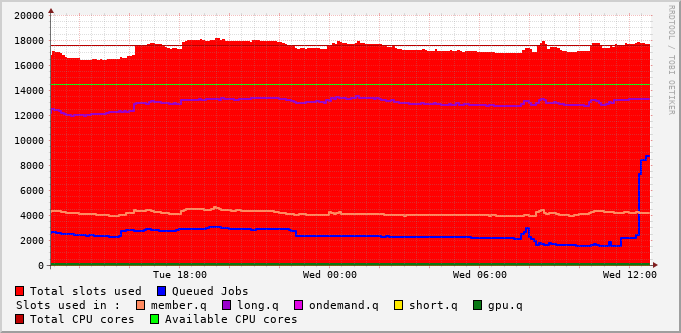 20000
18000
16000
14000
12000
10000
8000
6000
4000
2000
0
Tue 18:00 Wed 00:00 Wed 06:00 Wed 12:00
Total slots used Queued Jobs
Slots used in : member.q long.q ondemand.q short.q gpu.q
Total CPU cores Available CPU cores
RRDTOOL / TOBI OETIKER